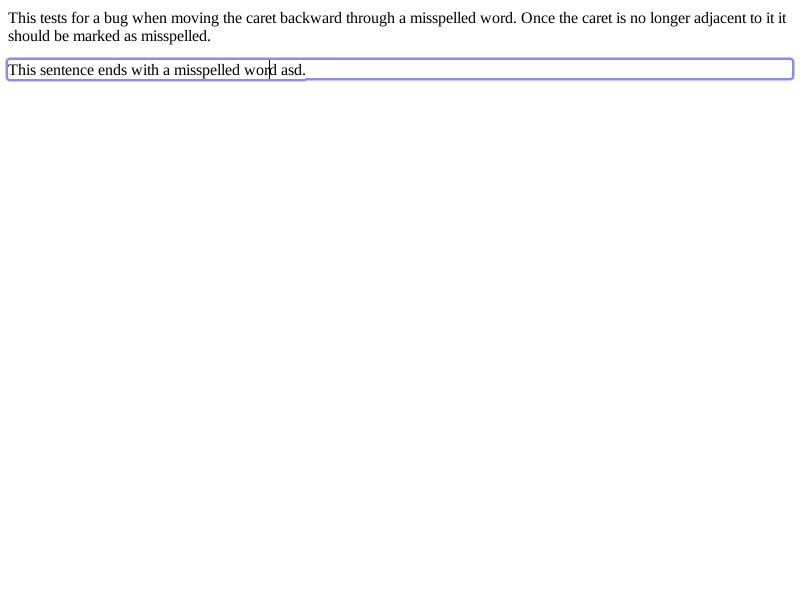 This tests for a bug when moving the caret backward through a misspelled word. Once the caret is no longer adjacent to it it
should be marked as misspelled.
This sentence ends with a misspelled word asd.